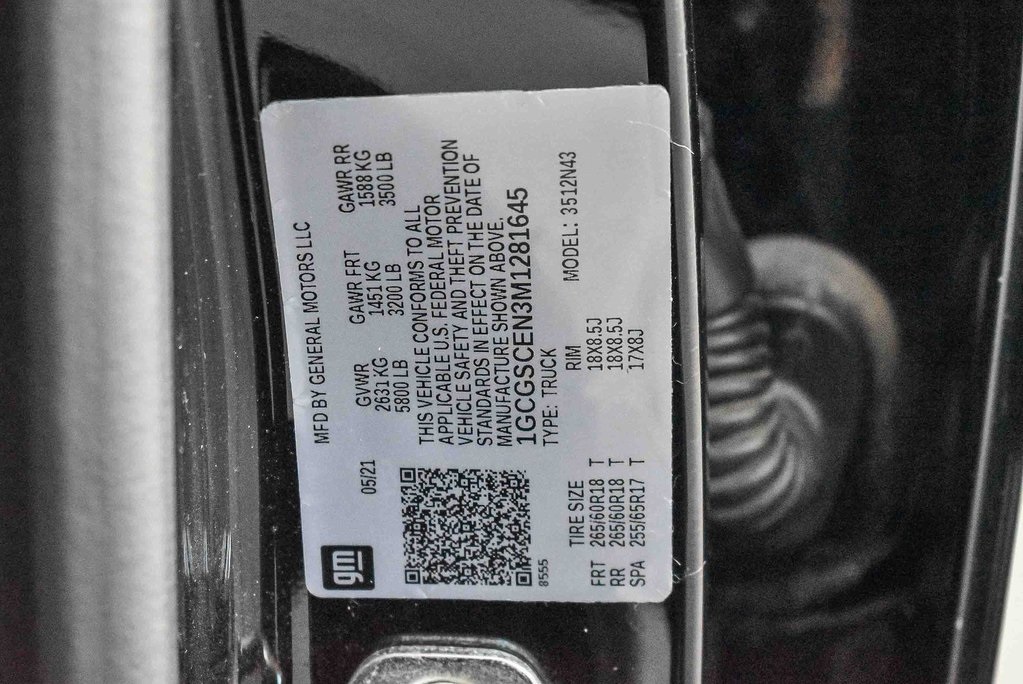 gm
05/21
MFD BY GENERAL MOTORS LLC
GVWR GAWR FRT GAWR RR
2631 KG 1451 KG 1588 KG
5800 LB 3200 LB 3500 LB
THIS VEHICLE CONFORMS TO ALL
APPLICABLE U.S. FEDERAL MOTOR
VEHICLE SAFETY AND THEFT PREVENTION
STANDARDS IN EFFECT ON THE DATE OF
MANUFACTURE SHOWN ABOVE.
1GCGSCEN3M1281645
8555
TYPE: TRUCK MODEL: 3512N43
TIRE SIZE RIM
FRT 265/60R18 T 18X8.5J
RR 265/60R18 T 18X8.5J
SPA 255/65R17 T 17X8J